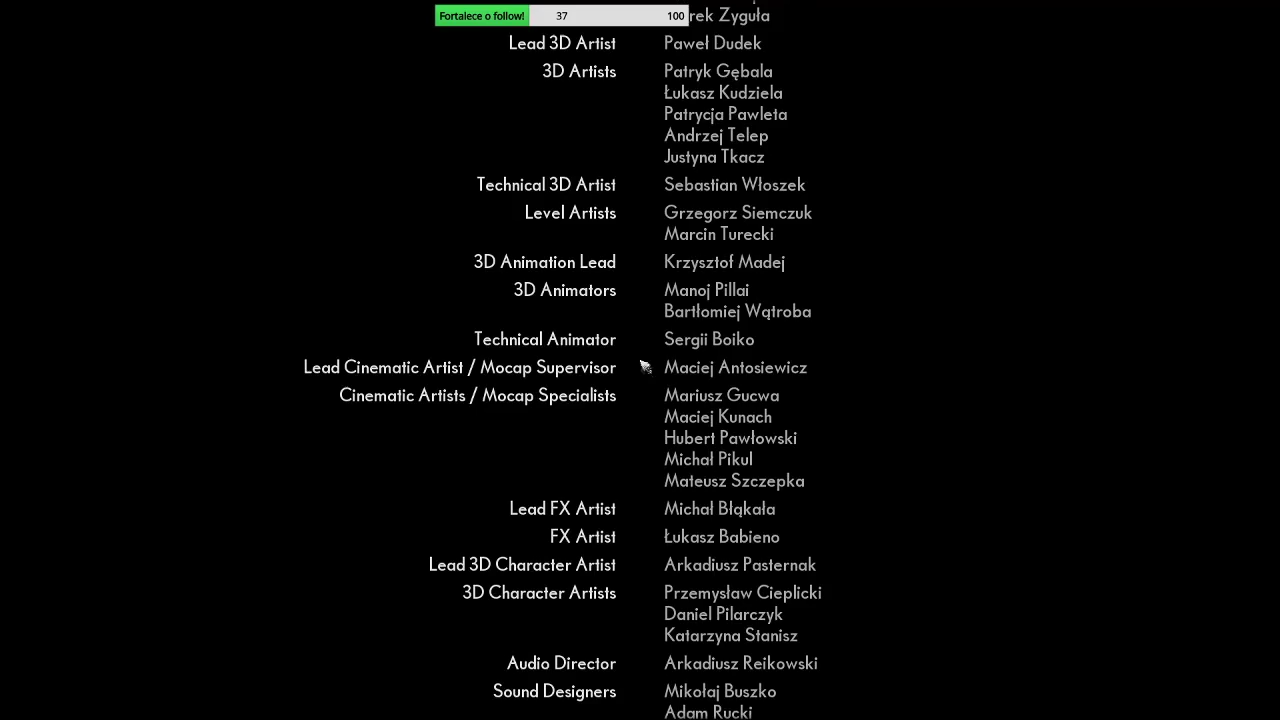 Fortalece o follow! 37 100
Zyguła
Lead 3D Artist Paweł Dudek
3D Artists Patryk Gębala
Łukasz Kudziela
Patrycja Pawleta
Andrzej Telep
Justyna Tkacz
Technical 3D Artist Sebastian Włoszek
Level Artists Grzegorz Siemczuk
Marcin Turecki
3D Animation Lead Krzysztof Madej
3D Animators Manoj Pillai
Bartłomiej Wątroba
Technical Animator Sergii Boiko
Lead Cinematic Artist / Mocap Supervisor Maciej Antosiewicz
Cinematic Artists / Mocap Specialists Mariusz Gucwa
Maciej Kunach
Hubert Pawłowski
Michał Pikul
Mateusz Szczepka
Lead FX Artist Michał Błąkała
FX Artist Łukasz Babieno
Lead 3D Character Artist Arkadiusz Pasternak
3D Character Artists Przemysław Cieplicki
Daniel Pilarczyk
Katarzyna Stanisz
Audio Director Arkadiusz Reikowski
Sound Designers Mikołaj Buszko
Adam Rucki